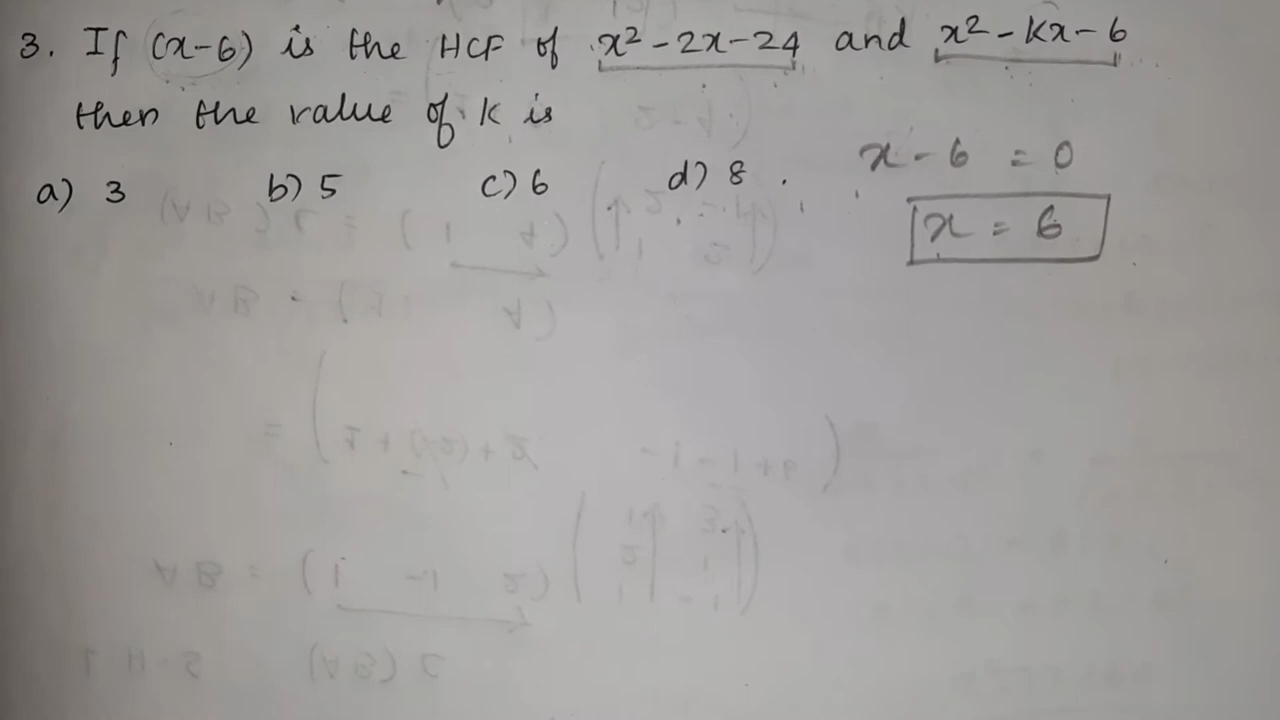 3. If (x-6) is the HCF of x² - 2x - 24 and x² - kx - 6
then the value of k is
a) 3 b) 5 c) 6 d) 8 .
x - 6 = 0
x = 6